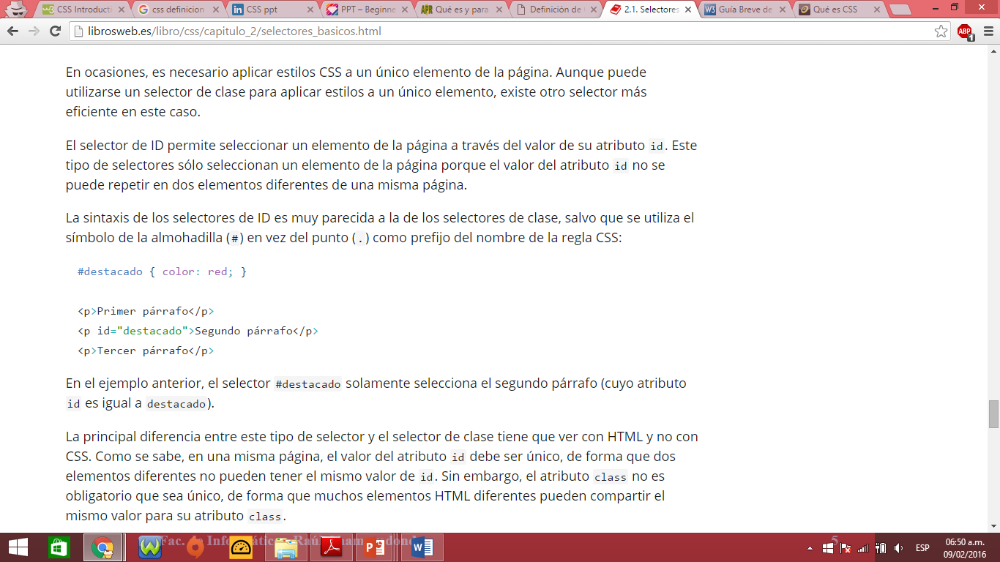 CSS Introducti
css definicion
CSS ppt
PPT – Beginne
Qué es y para
Definición de
2.1. Selectores
Guía Breve de
Qué es CSS
librosweb.es/libro/css/capitulo_2/selectores_basicos.html
ABP
1
En ocasiones, es necesario aplicar estilos CSS a un único elemento de la página. Aunque puede
utilizarse un selector de clase para aplicar estilos a un único elemento, existe otro selector más
eficiente en este caso.
El selector de ID permite seleccionar un elemento de la página a través del valor de su atributo id. Este
tipo de selectores sólo seleccionan un elemento de la página porque el valor del atributo id no se
puede repetir en dos elementos diferentes de una misma página.
La sintaxis de los selectores de ID es muy parecida a la de los selectores de clase, salvo que se utiliza el
símbolo de la almohadilla (#) en vez del punto (.) como prefijo del nombre de la regla CSS:
#destacado { color: red; }
<p>Primer párrafo</p>
<p id="destacado">Segundo párrafo</p>
<p>Tercer párrafo</p>
En el ejemplo anterior, el selector #destacado solamente selecciona el segundo párrafo (cuyo atributo
id es igual a destacado).
La principal diferencia entre este tipo de selector y el selector de clase tiene que ver con HTML y no con
CSS. Como se sabe, en una misma página, el valor del atributo id debe ser único, de forma que dos
elementos diferentes no pueden tener el mismo valor de id. Sin embargo, el atributo class no es
obligatorio que sea único, de forma que muchos elementos HTML diferentes pueden compartir el
mismo valor para su atributo class.
Fac. de
5
ESP
06:50 a.m.
09/02/2016